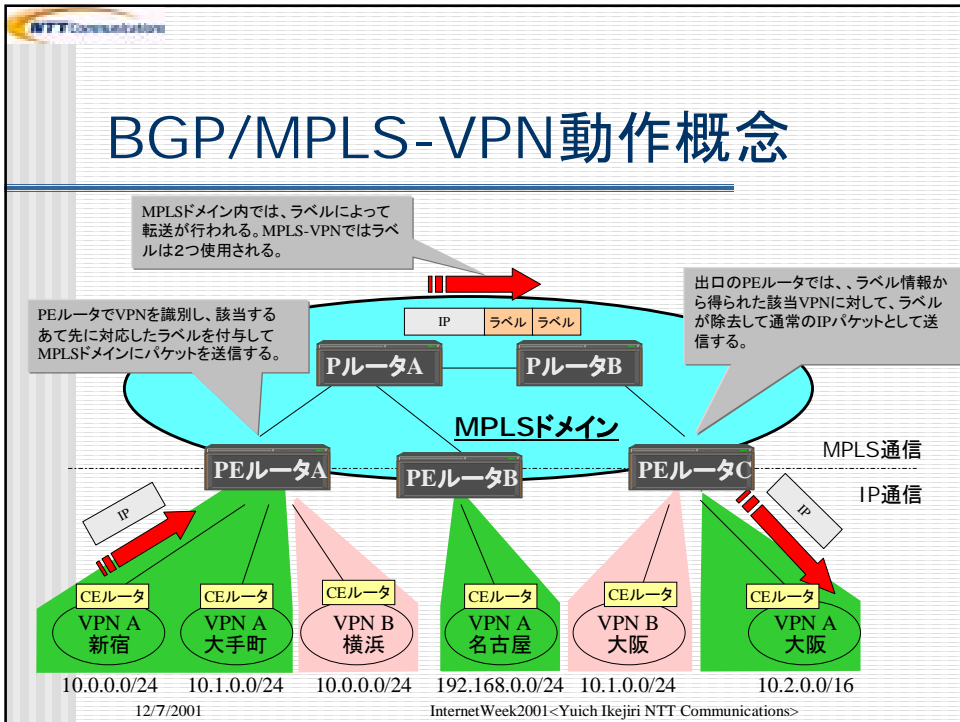 NTT Communications
BGP/MPLS-VPN動作概念
MPLSドメイン内では、ラベルによって
転送が行われる。MPLS-VPNではラベ
ルは２つ使用される。
PEルータでVPNを識別し、該当する
あて先に対応したラベルを付与して
MPLSドメインにパケットを送信する。
出口のPEルータでは、、ラベル情報か
ら得られた該当VPNに対して、ラベル
が除去して通常のIPパケットとして送
信する。
IP ラベル ラベル
PルータA PルータB
MPLSドメイン
MPLS通信
PEルータA PEルータB PEルータC
IP通信
IP IP
CEルータ CEルータ CEルータ CEルータ CEルータ CEルータ
VPN A VPN A VPN B VPN A VPN B VPN A
新宿 大手町 横浜 名古屋 大阪 大阪
10.0.0.0/24 10.1.0.0/24 10.0.0.0/24 192.168.0.0/24 10.1.0.0/24 10.2.0.0/16
12/7/2001 InternetWeek2001<Yuich Ikejiri NTT Communications>